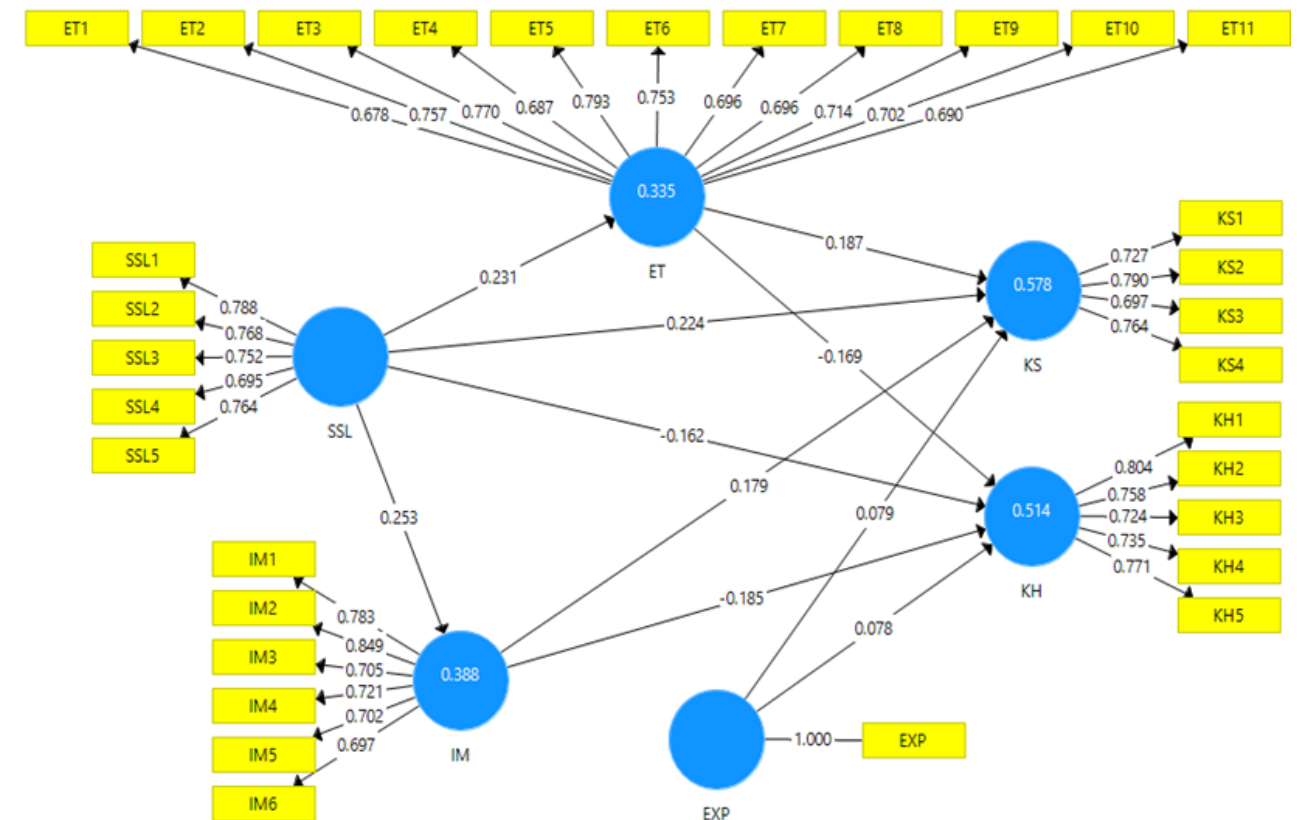 ET1 ET2 ET3 ET4 ET5 ET6 ET7 ET8 ET9 ET10 ET11
0.678 0.757 0.770 0.687 0.793 0.753 0.696 0.696 0.714 0.702 0.690
0.335
ET
SSL1
SSL2
SSL3
SSL4
SSL5
0.788
0.768
0.752
0.695
0.764
SSL
0.231
0.187
0.224
-0.169
-0.162
0.253
0.179
0.079
-0.185
0.078
0.578
KS
0.727
0.790
0.697
0.764
KS1
KS2
KS3
KS4
0.514
KH
0.804
0.758
0.724
0.735
0.771
KH1
KH2
KH3
KH4
KH5
IM1
IM2
IM3
IM4
IM5
IM6
0.783
0.849
0.705
0.721
0.702
0.697
0.388
IM
1.000
EXP
EXP